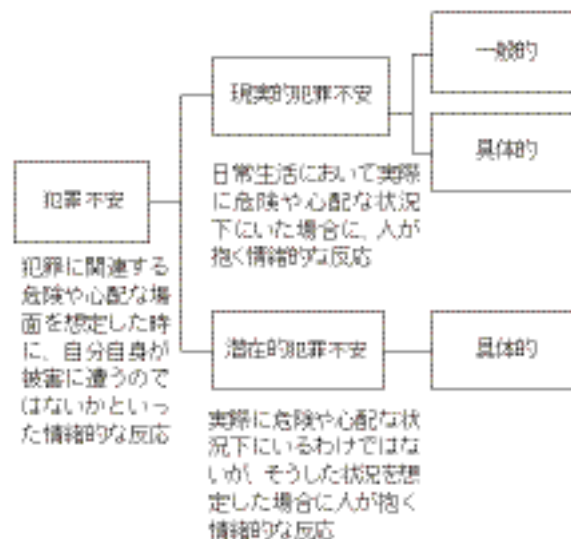 一般的
現実的犯罪不安
具体的
日常生活において実際
に危険や心配な状況
下にいた場合に、人が
抱く情緒的な反応
犯罪不安
犯罪に関連する
危険や心配な場
面を想定した時
に、自分自身が
被害に遭うので
はないかといっ
た情緒的な反応
潜在的犯罪不安
具体的
実際に危険や心配な状
況下にいるわけではな
いが、そうした状況を想
定した場合に人が抱く
情緒的な反応